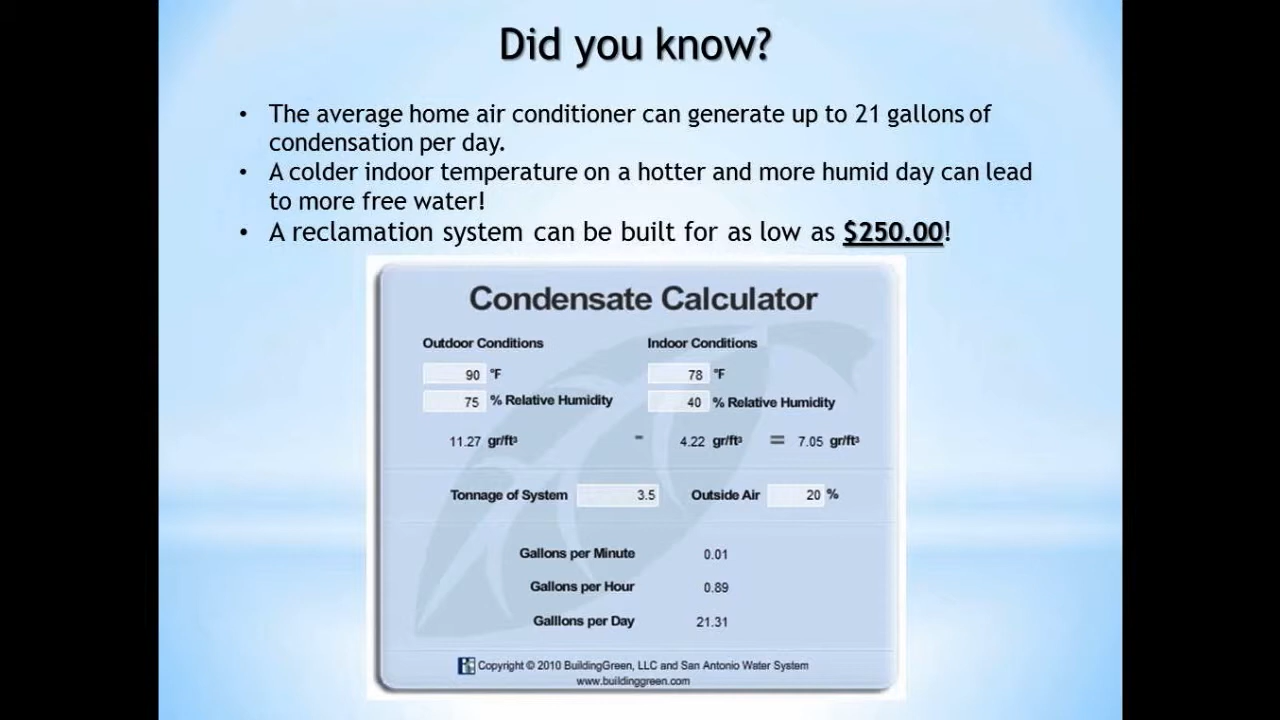 Did you know?
• The average home air conditioner can generate up to 21 gallons of
condensation per day.
• A colder indoor temperature on a hotter and more humid day can lead
to more free water!
• A reclamation system can be built for as low as $250.00!
Condensate Calculator
Outdoor Conditions Indoor Conditions
90 °F 78 °F
75 % Relative Humidity 40 % Relative Humidity
11.27 gr/ft³ - 4.22 gr/ft³ = 7.05 gr/ft³
Tonnage of System 3.5 Outside Air 20 %
Gallons per Minute 0.01
Gallons per Hour 0.89
Galllons per Day 21.31
Copyright © 2010 BuildingGreen, LLC and San Antonio Water System
www.buildinggreen.com